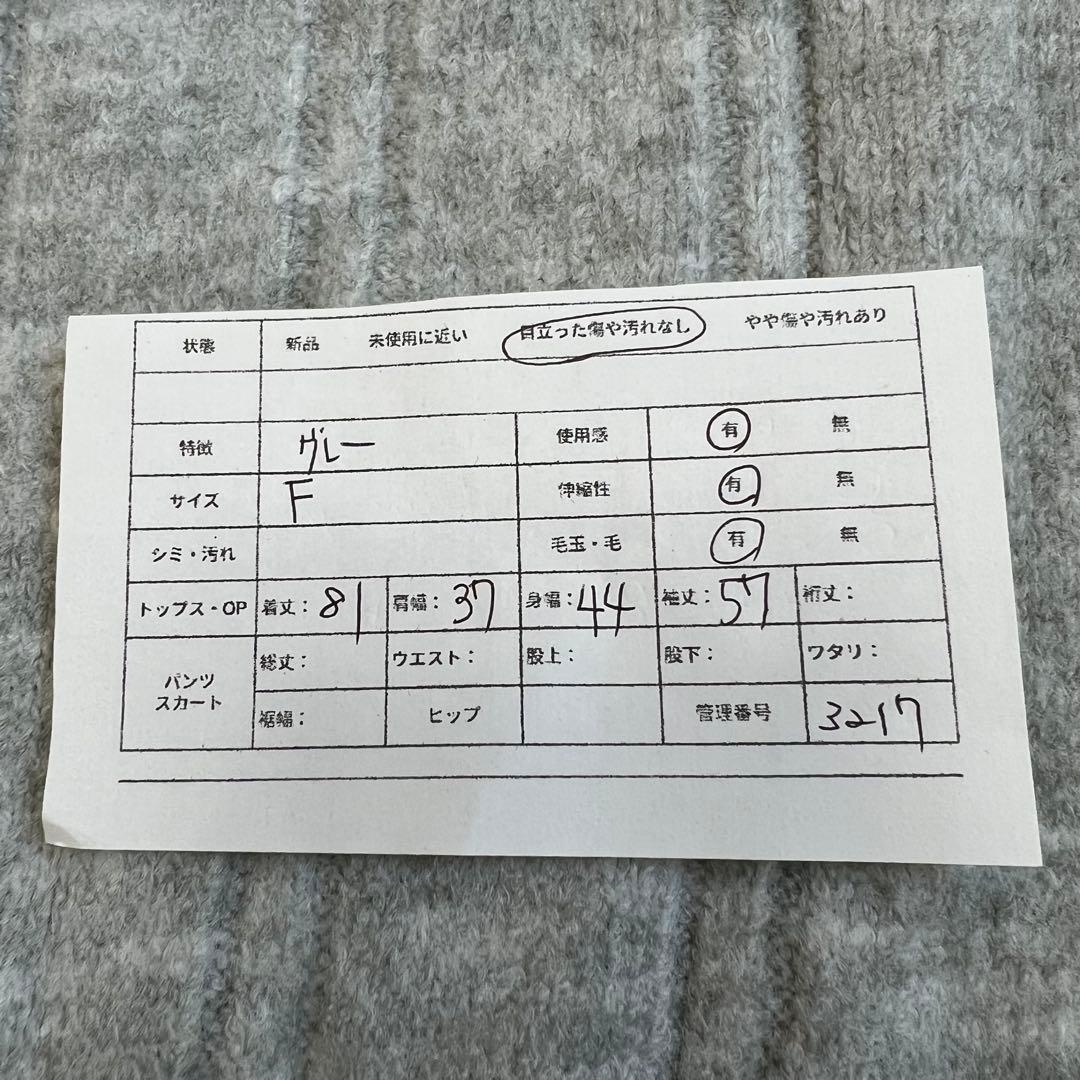 状態 新品 未使用に近い 目立った傷や汚れなし やや傷や汚れあり
特徴 グレー 使用感 有 無
サイズ F 伸縮性 有 無
シミ・汚れ 毛玉・毛 有 無
トップス・OP 着丈：81 肩幅：37 身幅：44 袖丈：57 裄丈：
パンツ スカート 総丈： ウエスト： 股上： 股下： ワタリ：
裾幅： ヒップ 管理番号 3217